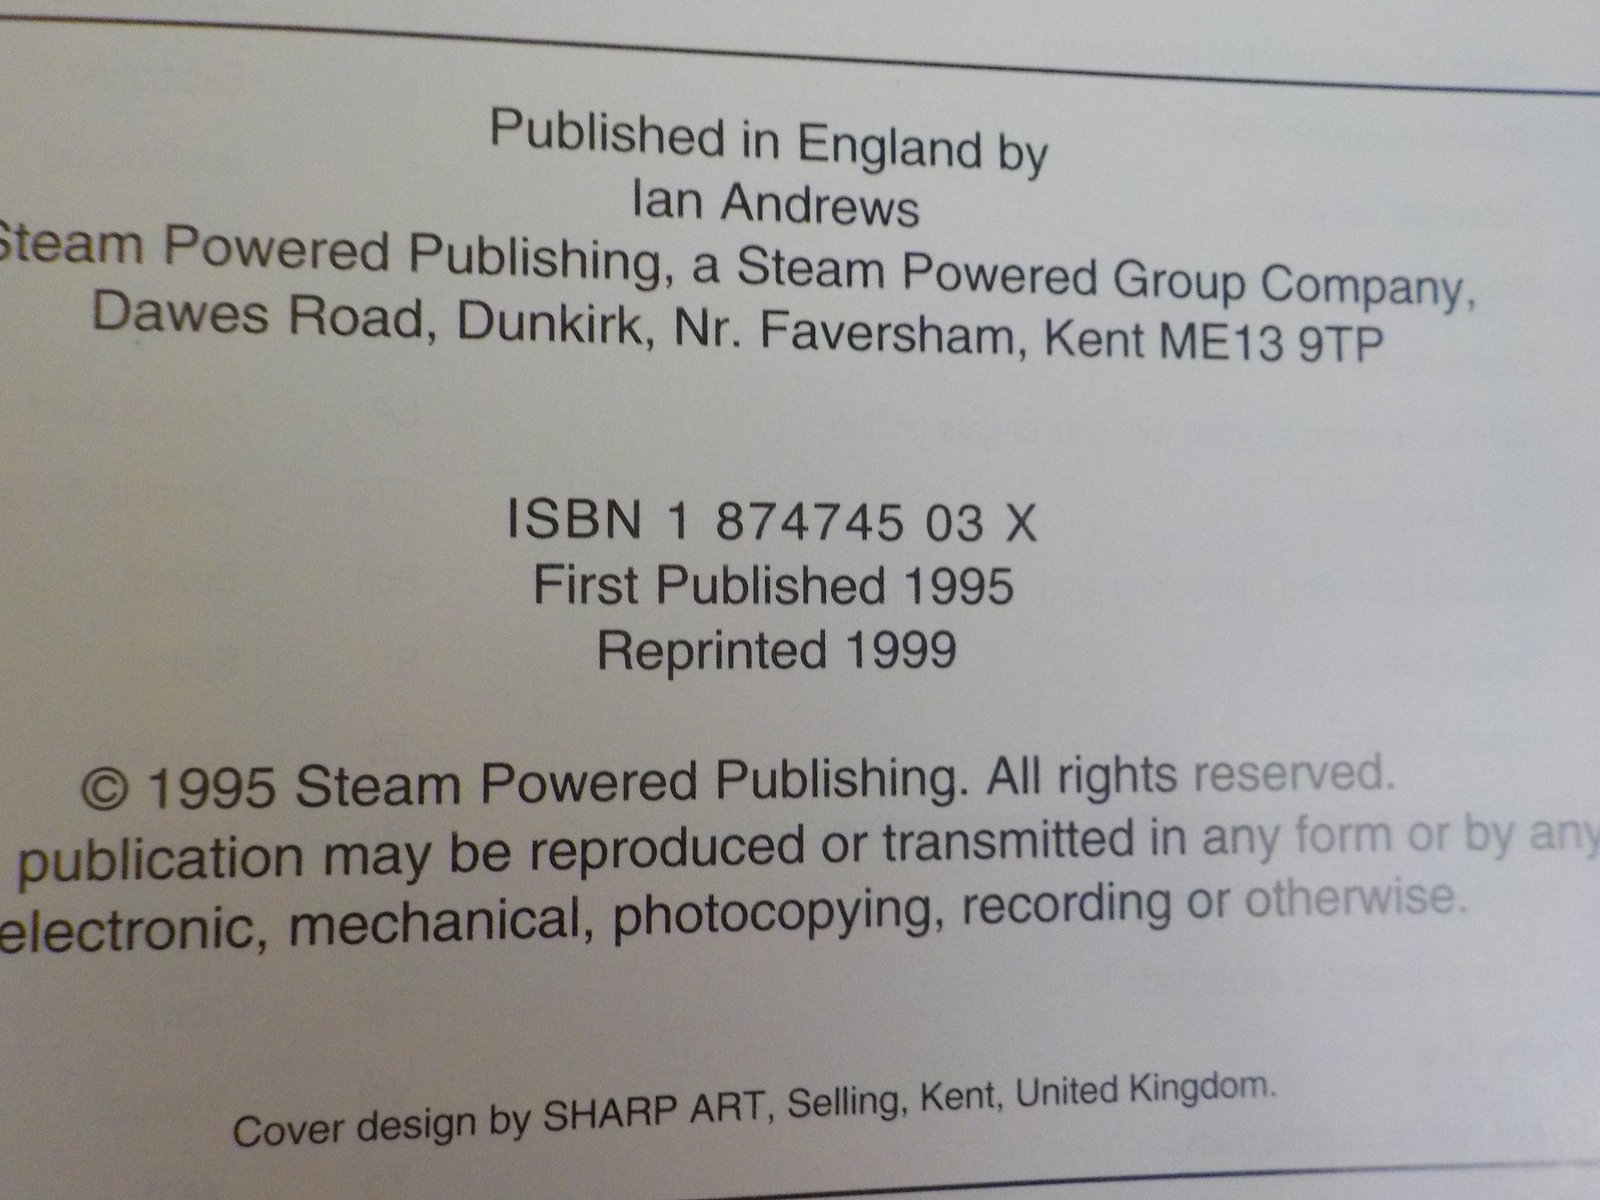 Published in England by
Ian Andrews
Steam Powered Publishing, a Steam Powered Group Company,
Dawes Road, Dunkirk, Nr. Faversham, Kent ME13 9TP
ISBN 1 874745 03 X
First Published 1995
Reprinted 1999
© 1995 Steam Powered Publishing. All rights reserved.
publication may be reproduced or transmitted in any form or by any
electronic, mechanical, photocopying, recording or otherwise.
Cover design by SHARP ART, Selling, Kent, United Kingdom.